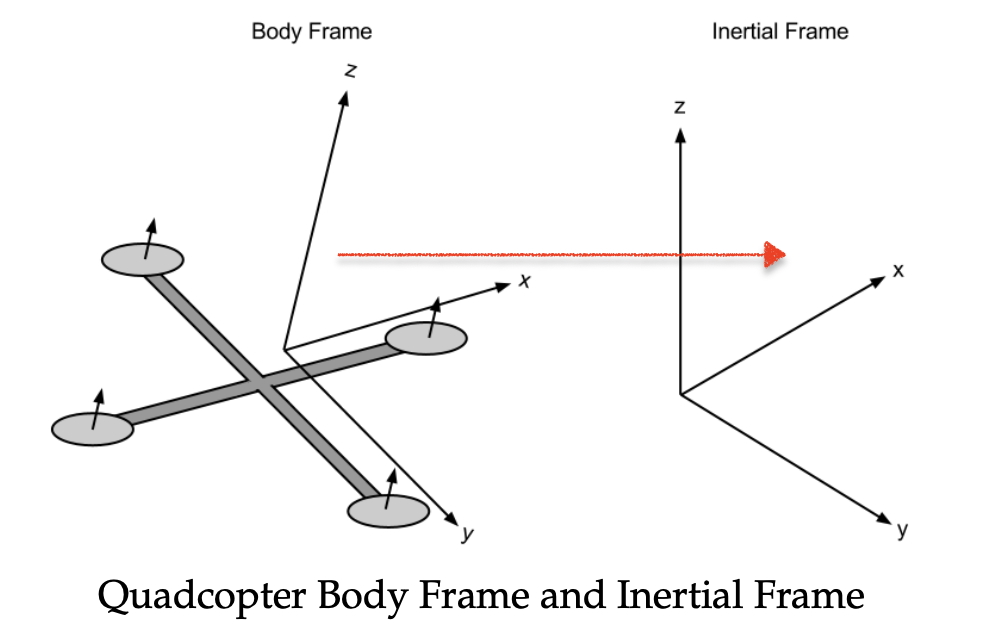 Body Frame
Inertial Frame
z
x
y
z
x
y
Quadcopter Body Frame and Inertial Frame